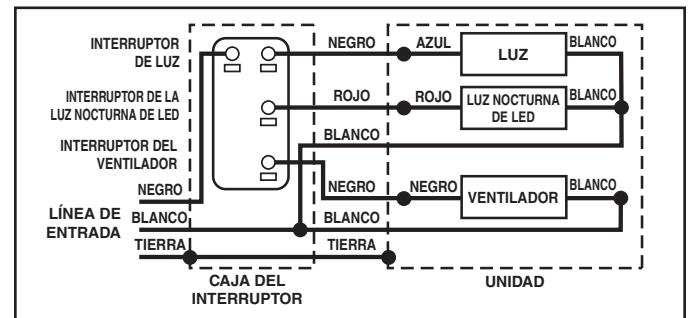 INTERRUPTOR
DE LUZ
NEGRO
AZUL
LUZ
BLANCO
INTERRUPTOR DE LA
LUZ NOCTURNA DE LED
ROJO
ROJO
LUZ NOCTURNA
DE LED
BLANCO
BLANCO
INTERRUPTOR DEL
VENTILADOR
NEGRO
NEGRO
NEGRO
VENTILADOR
BLANCO
LÍNEA DE
ENTRADA
BLANCO
BLANCO
TIERRA
TIERRA
CAJA DEL
INTERRUPTOR
UNIDAD